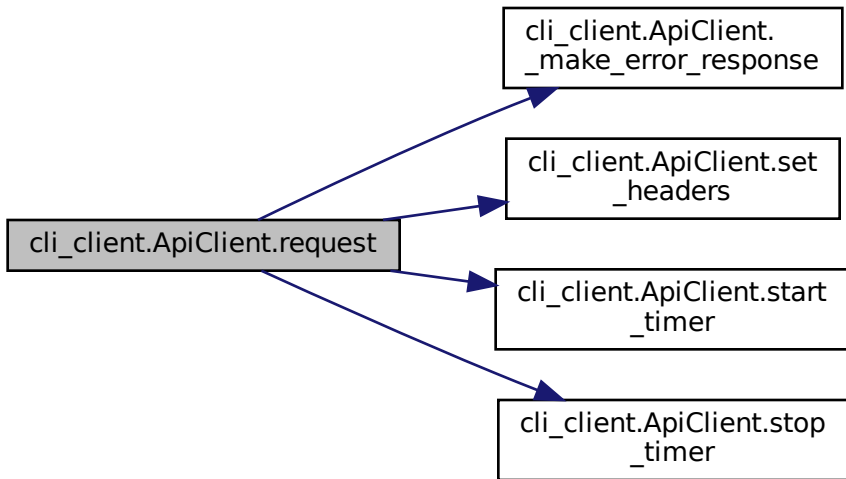 cli_client.ApiClient.
_make_error_response
cli_client.ApiClient.set
_headers
cli_client.ApiClient.request
cli_client.ApiClient.start
_timer
cli_client.ApiClient.stop
_timer